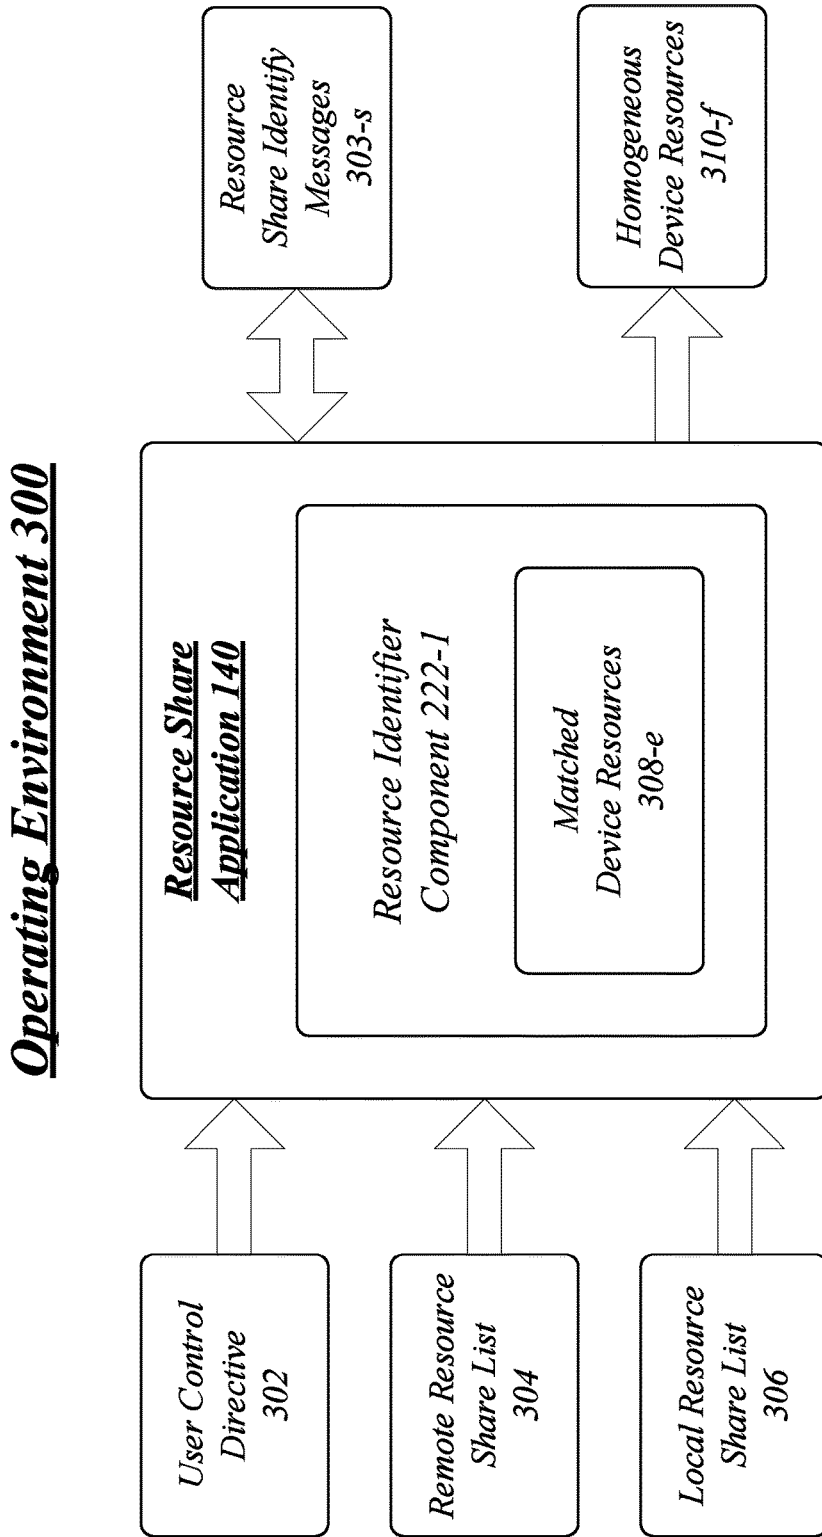 Operating Environment 300
User Control
Directive
302
Remote Resource
Share List
304
Local Resource
Share List
306
Resource Share
Application 140
Resource Identifier
Component 222-1
Matched
Device Resources
308-e
Resource
Share Identify
Messages
303-s
Homogeneous
Device Resources
310-f